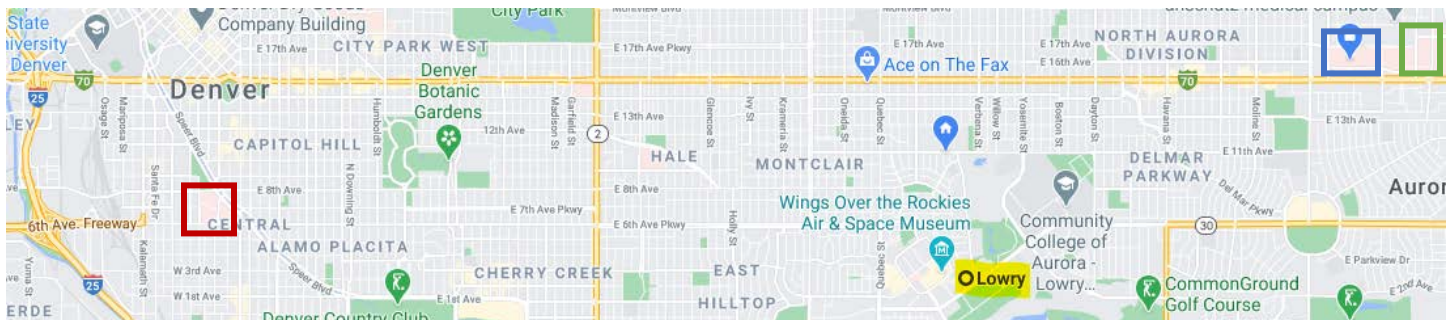 State
University
Denver
Company Building
City Park
E 17th Ave
CITY PARK WEST
E 17th Ave Pkwy
E 17th Ave
E 17th Ave
NORTH AURORA
DIVISION
E 16th Ave
Ace on The Fax
70
70
25
Denver
Denver
Botanic
Gardens
Osage St
Mariposa St
Speer Blvd
Humboldt St
Madison St
Garfield St
Glencoe St
Ivy St
Krameria St
Oneida St
Quebec St
Verbena St
Willow St
Yosemite St
Boston St
Dayton St
Havana St
Moline St
LEY
CAPITOL HILL
12th Ave
2
E 13th Ave
E 13th Ave
HALE
MONTCLAIR
E 11th Ave
DELMAR
PARKWAY
Del Mar Pkwy
Auror
Santa Fe Dr
N Downing St
E 8th Ave
E 8th Ave
6th Ave. Freeway
CENTRAL
E 7th Ave Pkwy
E 6th Ave Pkwy
Holly St
Wings Over the Rockies
Air & Space Museum
Community
College of
Aurora -
Lowry...
30
ALAMO PLACITA
Kalamath St
Yuma St
W 3rd Ave
Speer Blvd
CHERRY CREEK
EAST
HILLTOP
Quebec St
Lowry
CommonGround
Golf Course
E Parkview Dr
E 2nd Ave
25
W 1st Ave
E 1st Ave
ERDE
Denver Country Club